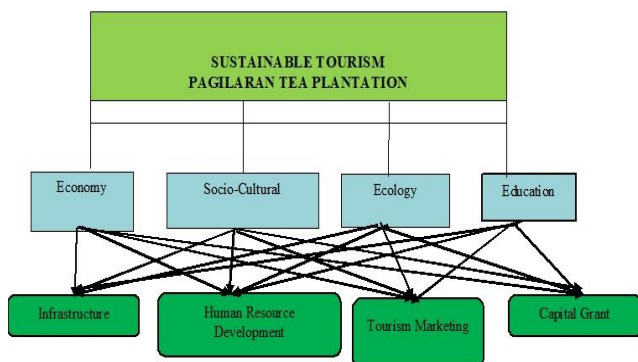 SUSTAINABLE TOURISM
PAGILARAN TEA PLANTATION
Economy
Socio-Cultural
Ecology
Education
Infrastructure
Human Resource
Development
Tourism Marketing
Capital Grant